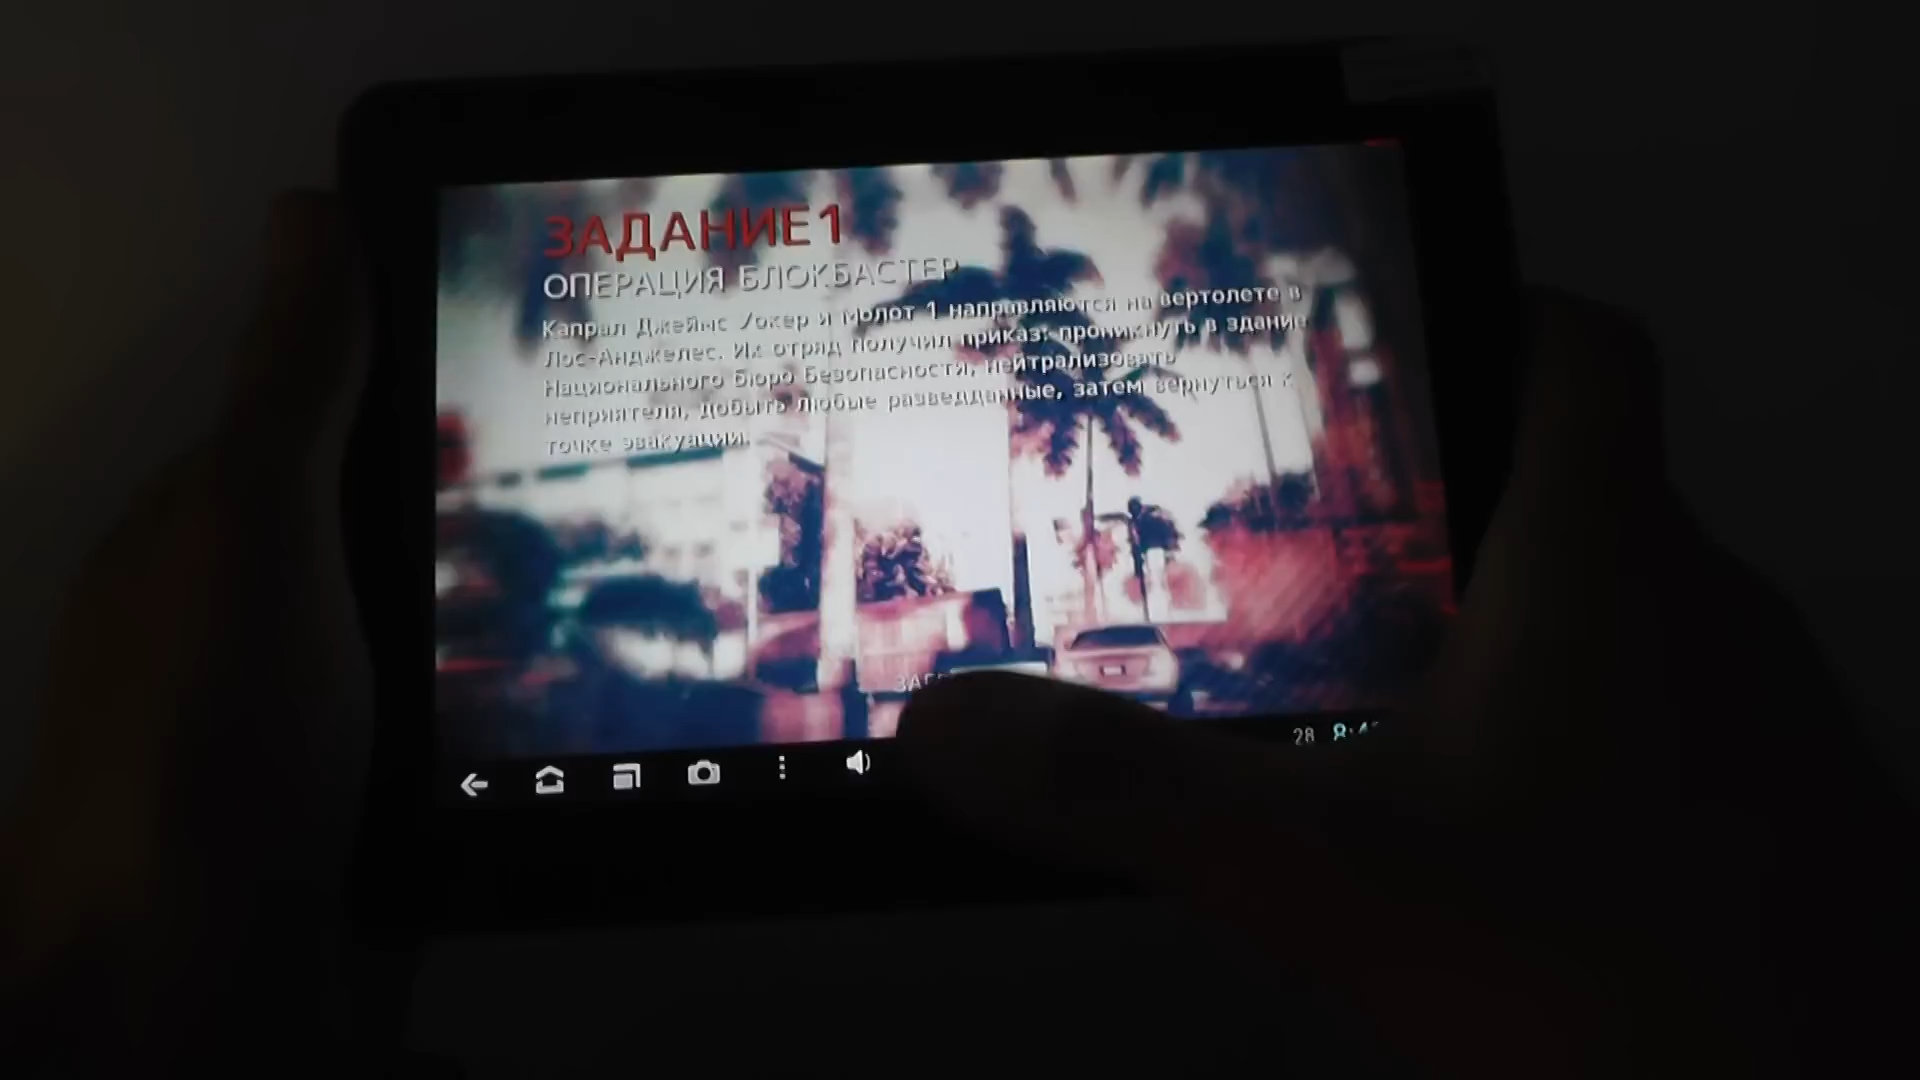 ЗАДАНИЕ 1
ОПЕРАЦИЯ БЛОКБАСТЕР
Капрал Джеймс Уокер и Молот 1 направляются на вертолете в
Лос-Анджелес. Их отряд получил приказ: проникнуть в здание
Национального Бюро Безопасности, нейтрализовать
неприятеля, добыть любые разведданные, затем вернуться к
точке эвакуации.
28